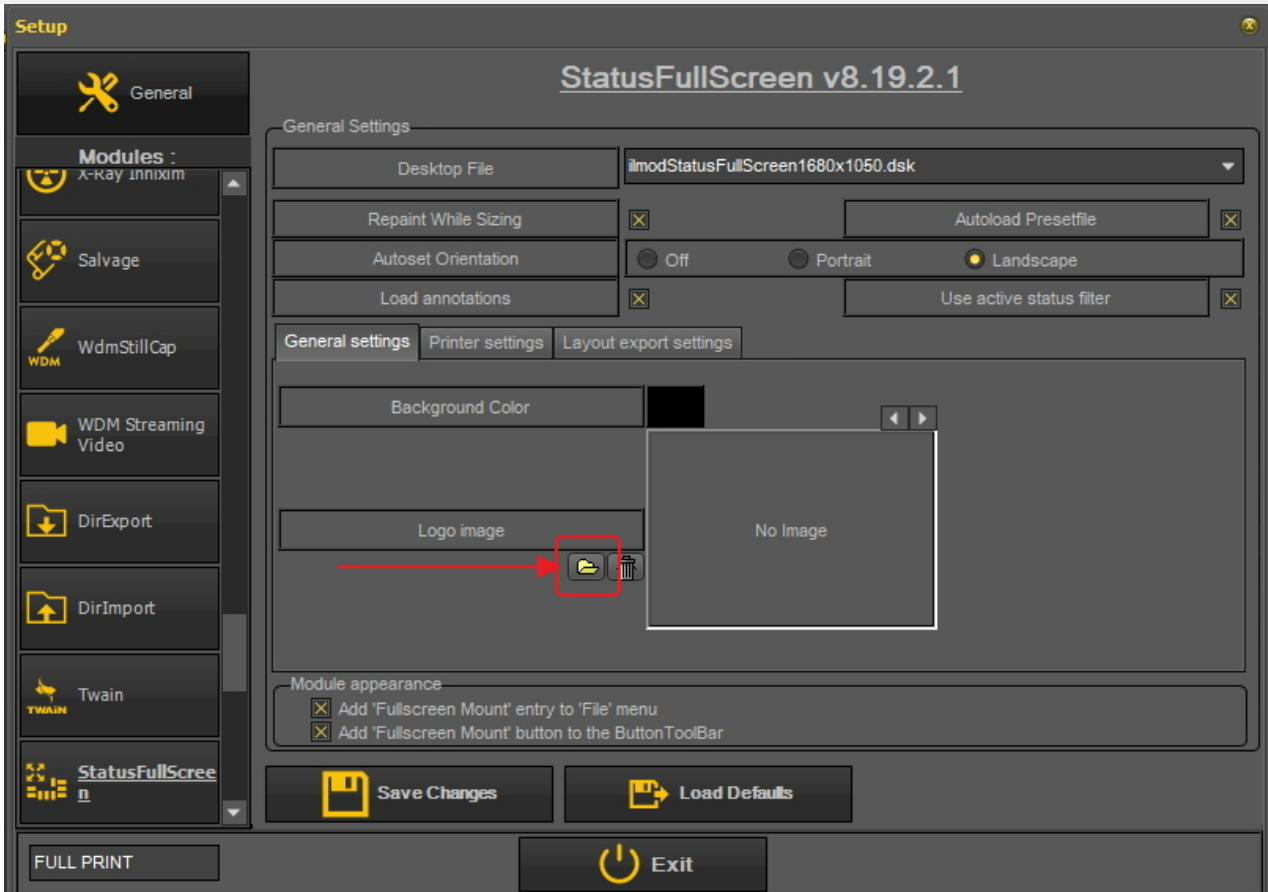 Setup
General
StatusFullScreen v8.19.2.1
General Settings
Modules :
X-Ray Innixim
Desktop File
ilmodStatusFullScreen1680x1050.dsk
Repaint While Sizing
Autoload Presetfile
Salvage
Autoset Orientation
Off
Portrait
Landscape
Load annotations
Use active status filter
WDM
WdmStillCap
General settings
Printer settings
Layout export settings
Background Color
WDM Streaming
Video
DirExport
Logo image
No Image
DirImport
TWAIN
Twain
Module appearance
Add 'Fullscreen Mount' entry to 'File' menu
Add 'Fullscreen Mount' button to the ButtonToolBar
StatusFullScree
n
Save Changes
Load Defaults
FULL PRINT
Exit